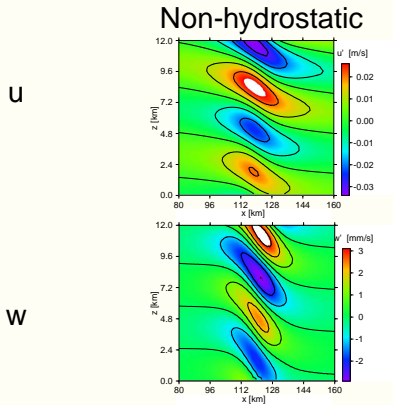 Non-hydrostatic
u
12.0
9.6
7.2
4.8
2.4
0.0
z [km]
80 96 112 128 144 160
x [km]
u' [m/s]
0.02
0.01
0.00
-0.01
-0.02
-0.03
w
12.0
9.6
7.2
4.8
2.4
0.0
z [km]
80 96 112 128 144 160
x [km]
w' [mm/s]
3
2
1
0
-1
-2